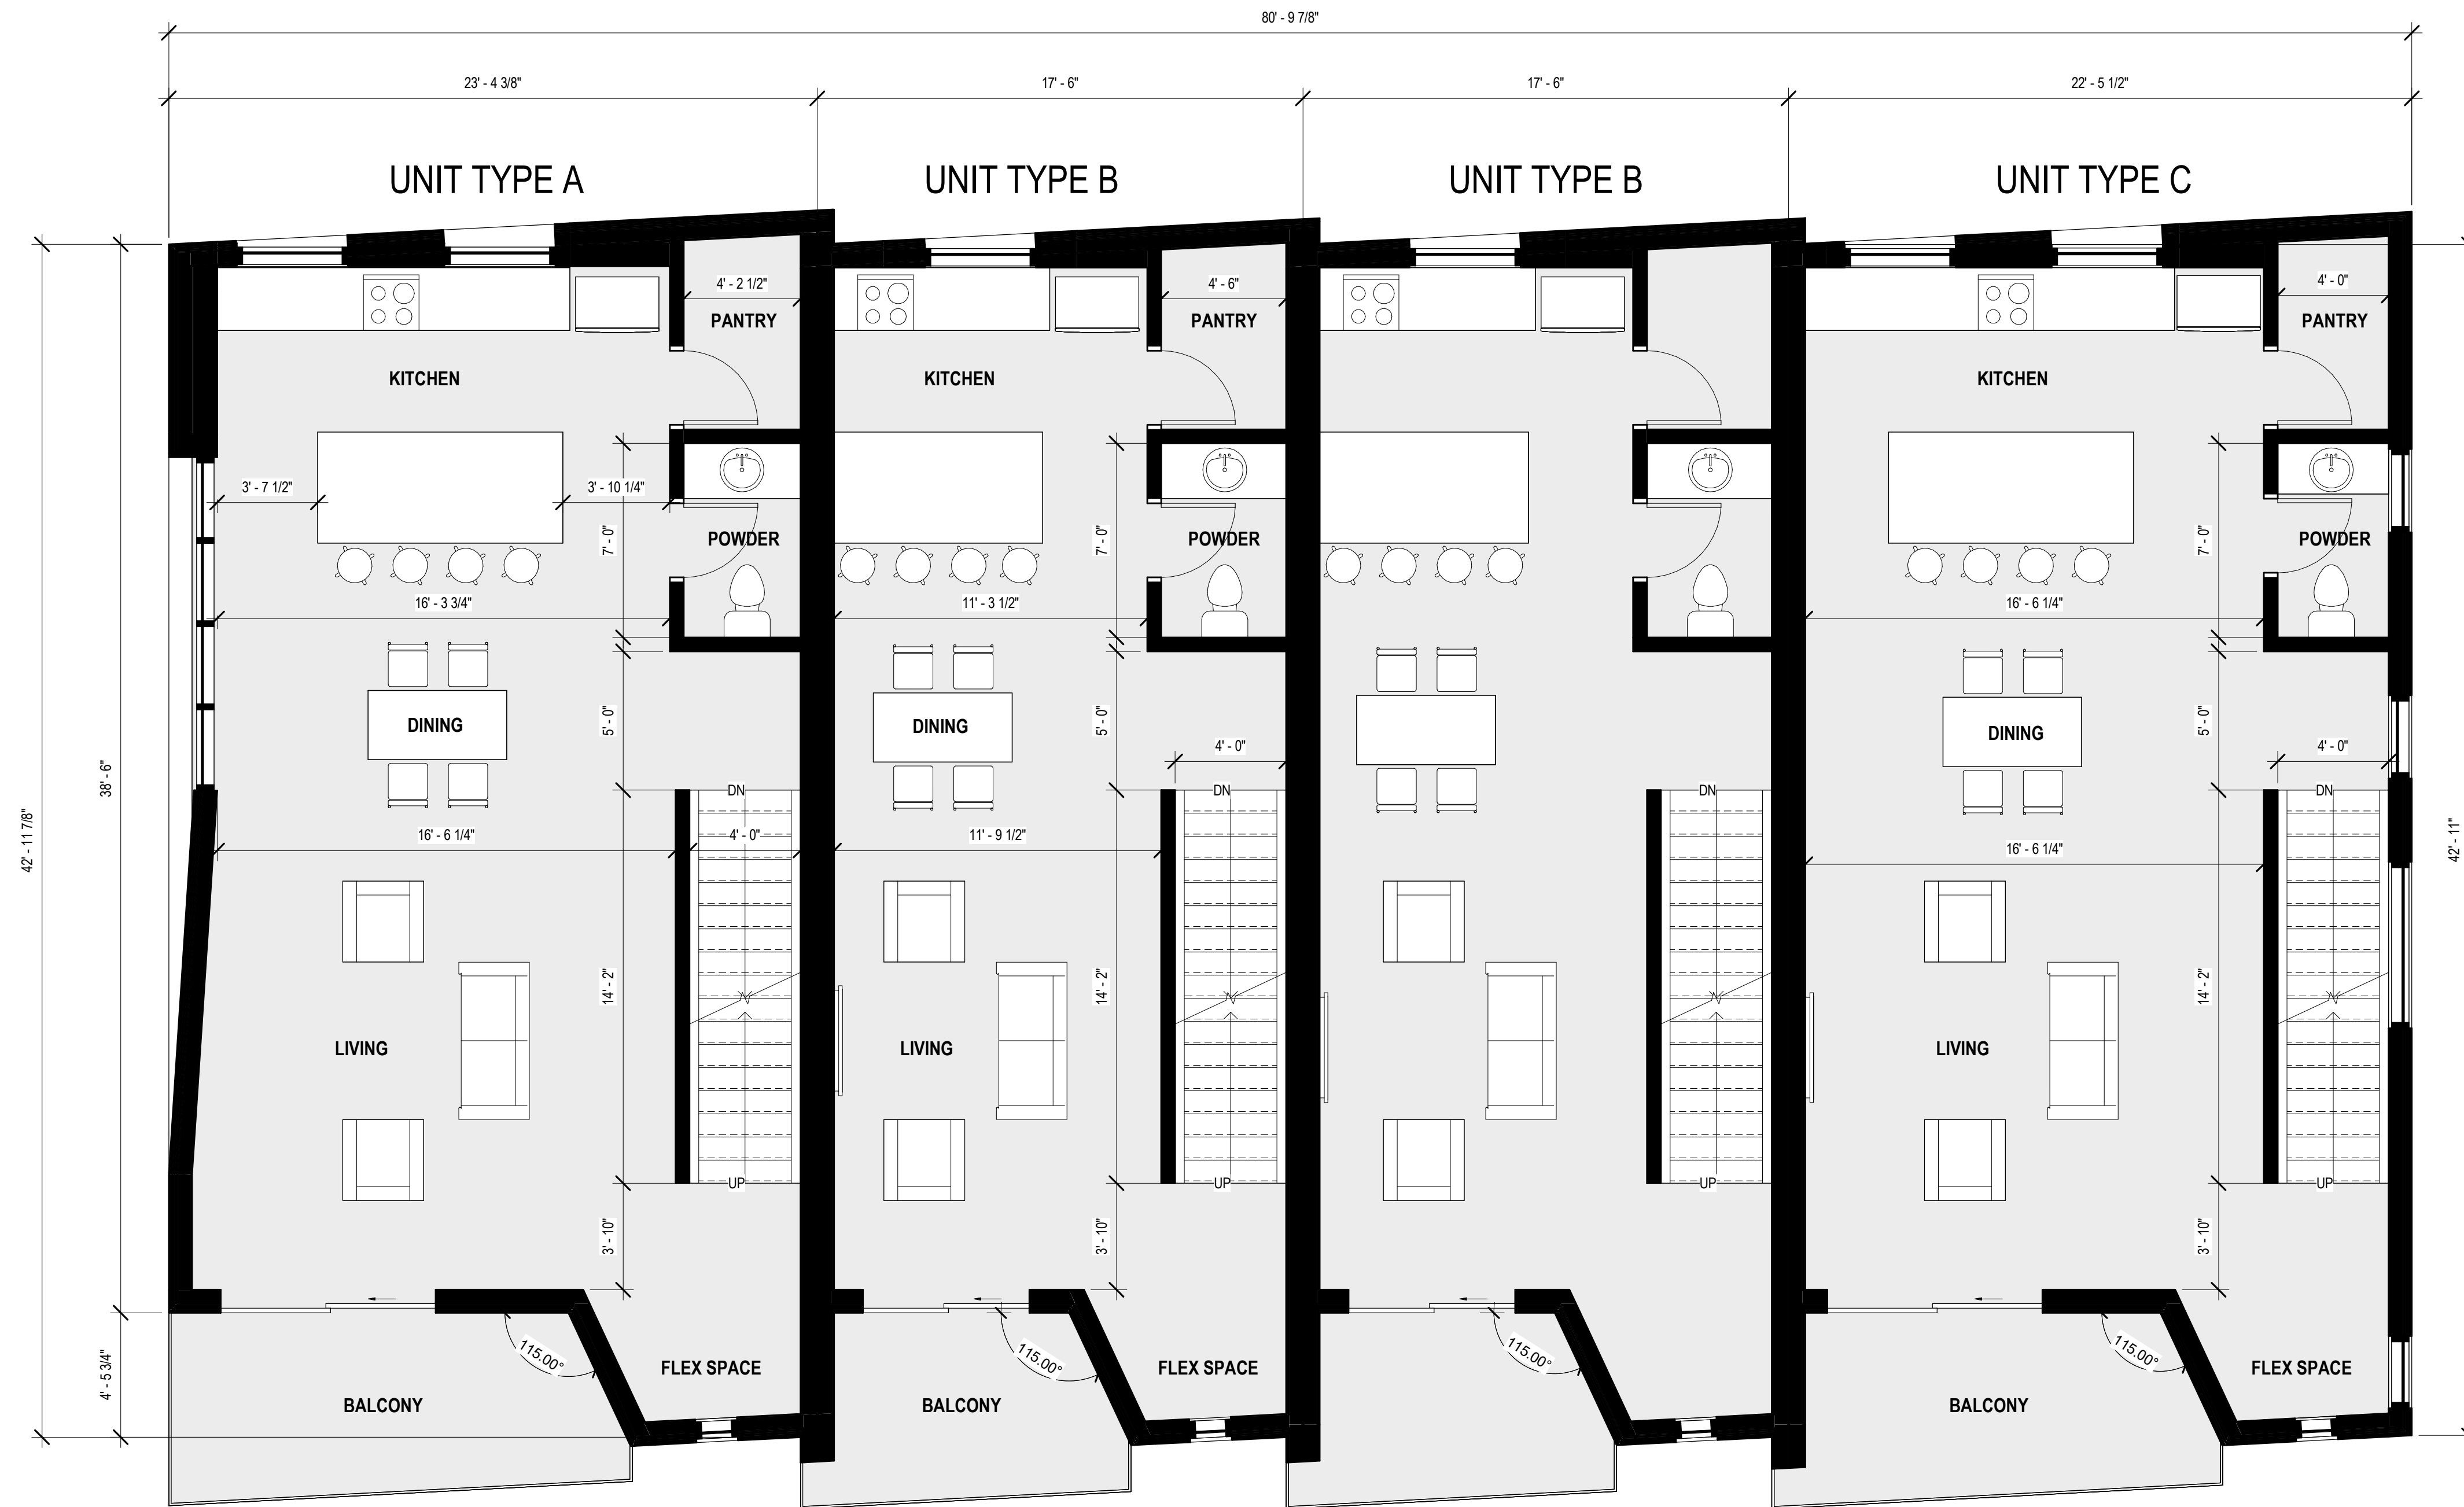 80' - 9 7/8"
23' - 4 3/8"
17' - 6"
17' - 6"
22' - 5 1/2"
UNIT TYPE A
UNIT TYPE B
UNIT TYPE B
UNIT TYPE C
4' - 2 1/2"
4' - 6"
4' - 0"
PANTRY
PANTRY
PANTRY
KITCHEN
KITCHEN
KITCHEN
3' - 7 1/2"
3' - 10 1/4"
7' - 0"
POWDER
7' - 0"
POWDER
7' - 0"
POWDER
16' - 3 3/4"
11' - 3 1/2"
16' - 6 1/4"
DINING
5' - 0"
DINING
5' - 0"
DINING
5' - 0"
4' - 0"
4' - 0"
38' - 6"
42' - 11 7/8"
42' - 11"
DN
DN
DN
DN
16' - 6 1/4"
4' - 0"
11' - 9 1/2"
16' - 6 1/4"
14' - 2"
14' - 2"
14' - 2"
LIVING
LIVING
LIVING
UP
UP
UP
UP
3' - 10"
3' - 10"
3' - 10"
4' - 5 3/4"
115.00°
115.00°
115.00°
115.00°
FLEX SPACE
FLEX SPACE
FLEX SPACE
BALCONY
BALCONY
BALCONY